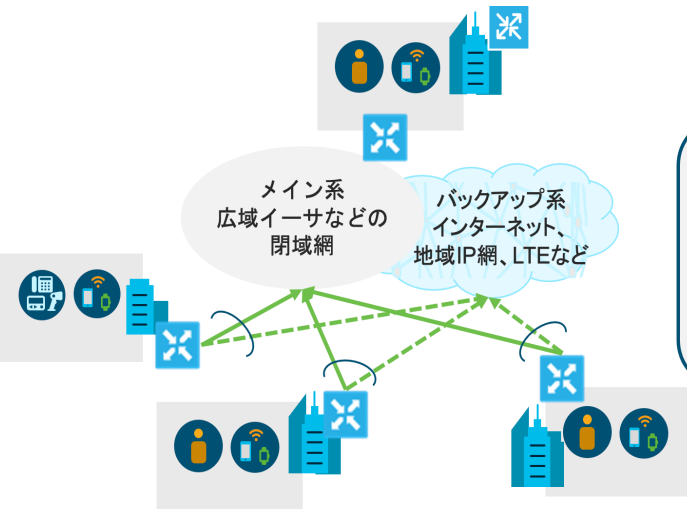 メイン系
広域イーサなどの
閉域網
バックアップ系
インターネット、
地域IP網、LTEなど